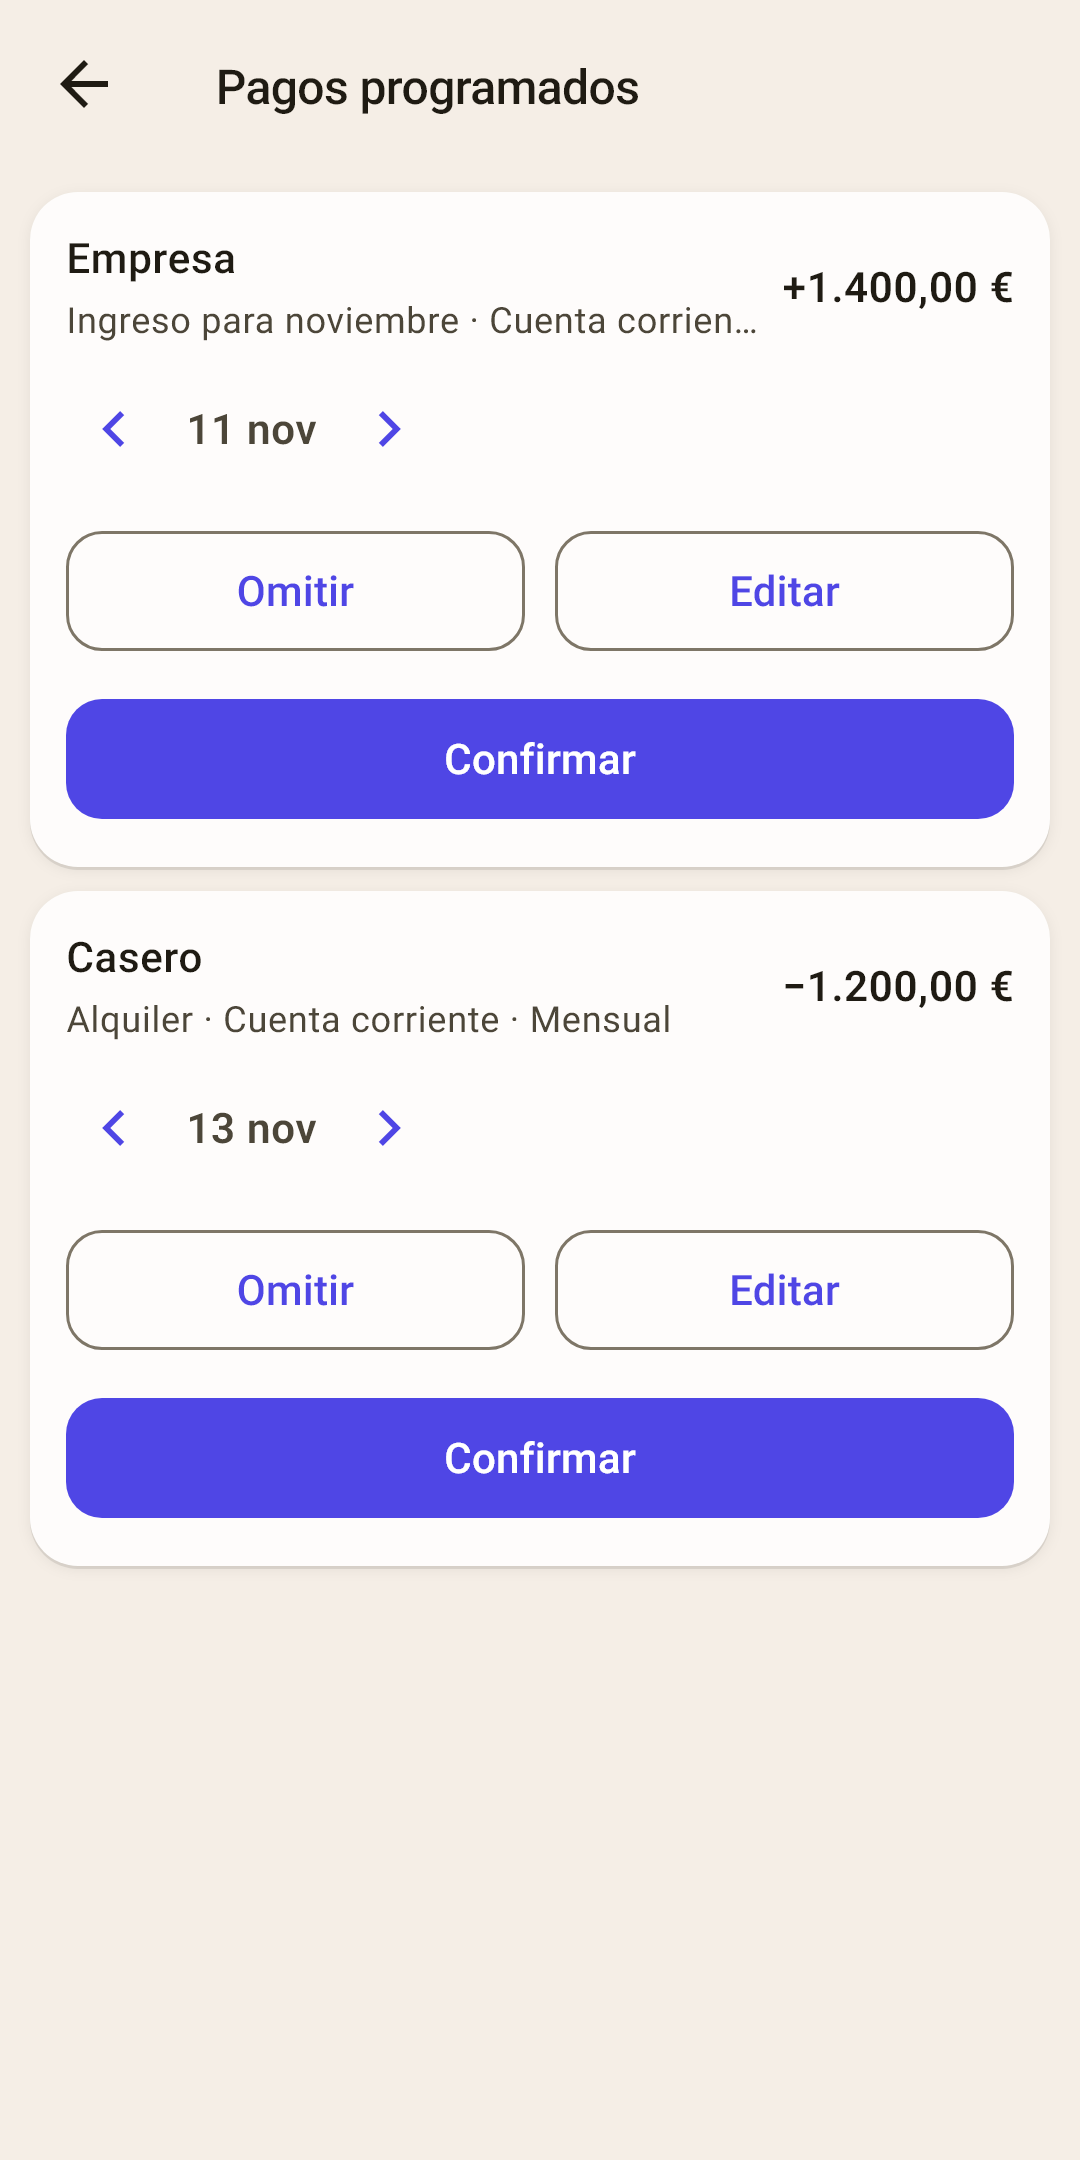 Pagos programados
Empresa
+1.400,00 €
Ingreso para noviembre · Cuenta corrien…
11 nov
Omitir
Editar
Confirmar
Casero
−1.200,00 €
Alquiler · Cuenta corriente · Mensual
13 nov
Omitir
Editar
Confirmar